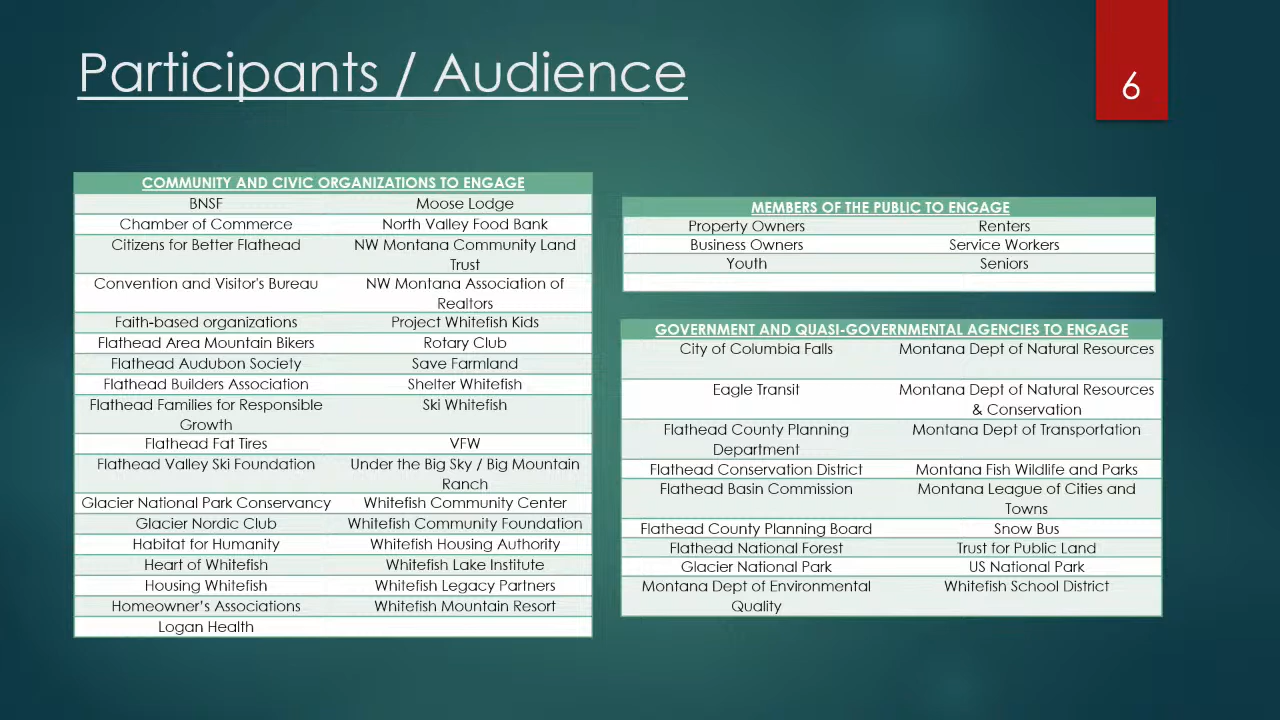 Participants / Audience
6
COMMUNITY AND CIVIC ORGANIZATIONS TO ENGAGE
BNSF Moose Lodge
Chamber of Commerce North Valley Food Bank
Citizens for Better Flathead NW Montana Community Land
Trust
Convention and Visitor's Bureau NW Montana Association of
Realtors
Faith-based organizations Project Whitefish Kids
Flathead Area Mountain Bikers Rotary Club
Flathead Audubon Society Save Farmland
Flathead Builders Association Shelter Whitefish
Flathead Families for Responsible Ski Whitefish
Growth
Flathead Fat Tires VFW
Flathead Valley Ski Foundation Under the Big Sky / Big Mountain
Ranch
Glacier National Park Conservancy Whitefish Community Center
Glacier Nordic Club Whitefish Community Foundation
Habitat for Humanity Whitefish Housing Authority
Heart of Whitefish Whitefish Lake Institute
Housing Whitefish Whitefish Legacy Partners
Homeowner's Associations Whitefish Mountain Resort
Logan Health
MEMBERS OF THE PUBLIC TO ENGAGE
Property Owners Renters
Business Owners Service Workers
Youth Seniors
GOVERNMENT AND QUASI-GOVERNMENTAL AGENCIES TO ENGAGE
City of Columbia Falls Montana Dept of Natural Resources
Eagle Transit Montana Dept of Natural Resources
& Conservation
Flathead County Planning Montana Dept of Transportation
Department
Flathead Conservation District Montana Fish Wildlife and Parks
Flathead Basin Commission Montana League of Cities and
Towns
Flathead County Planning Board Snow Bus
Flathead National Forest Trust for Public Land
Glacier National Park US National Park
Montana Dept of Environmental Whitefish School District
Quality